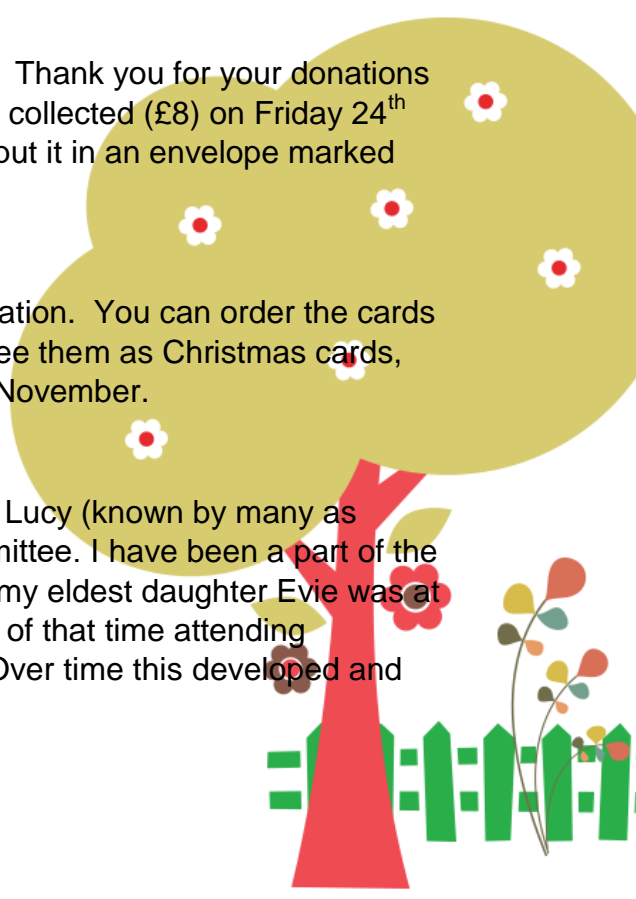 Thank you for your donations
collected (£8) on Friday 24th
put it in an envelope marked
ation. You can order the cards
ee them as Christmas cards,
November.
Lucy (known by many as
mittee. I have been a part of the
my eldest daughter Evie was at
of that time attending
Over time this developed and